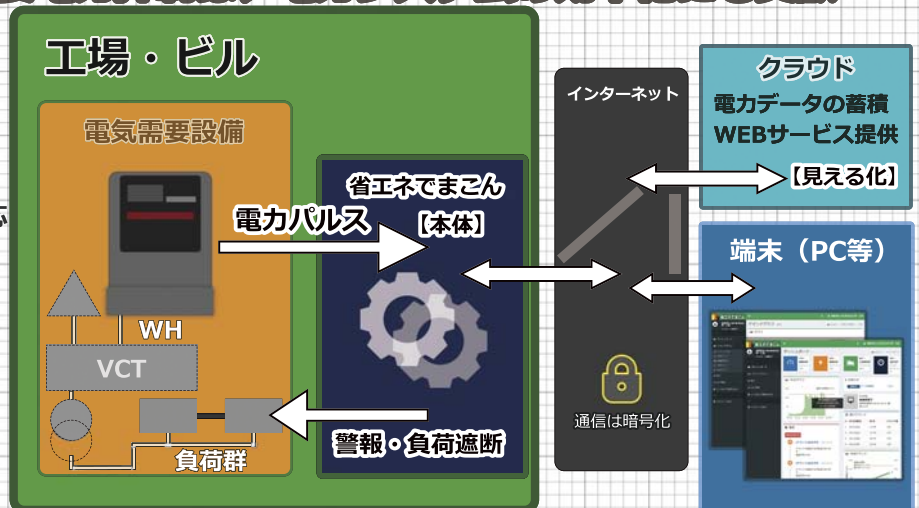 工場・ビル
電気需要設備
電力パルス
WH
VCT
負荷群
省エネでまこん
【本体】
警報・負荷遮断
インターネット
通信は暗号化
クラウド
電力データの蓄積
WEBサービス提供
【見える化】
端末（PC等）